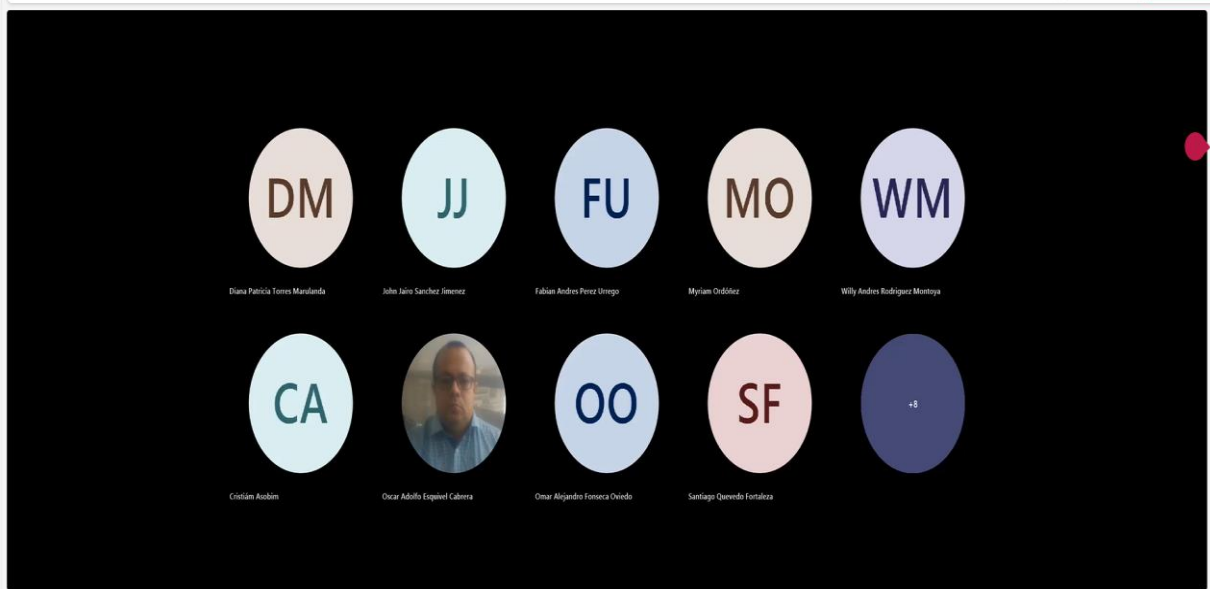 DM JJ FU MO WM
Diana Patricia Torres Marulanda John Jairo Sanchez Jimenez Fabian Andres Perez Urrego Myriam Ordóñez Willy Andres Rodriguez Montoya
CA OO SF +8
Cristiám Asobim Oscar Adolfo Esquivel Cabrera Omar Alejandro Fonseca Oviedo Santiago Quevedo Fortaleza